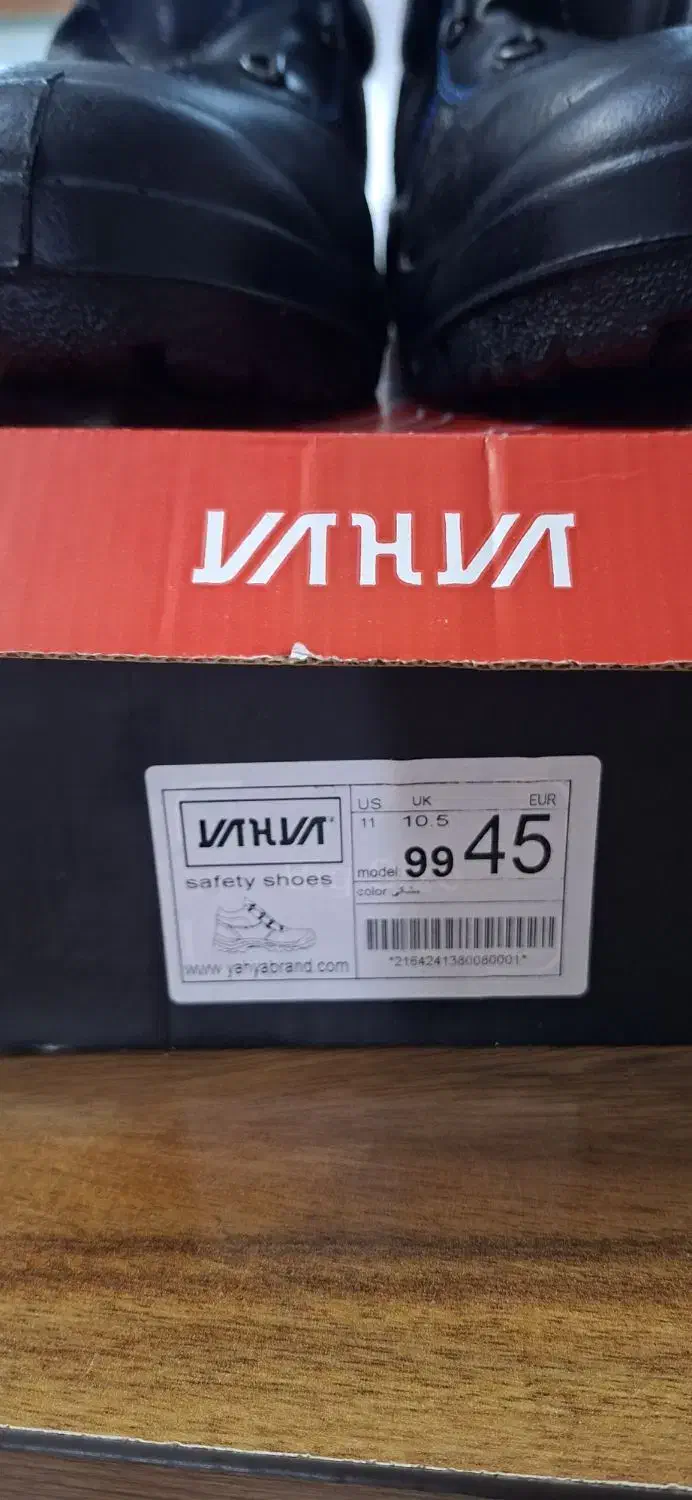 YAHYA
YAHYA
safety shoes
www.yahyabrand.com
US UK EUR
11 10.5 45
model: 99
color مشکی
*2164241380080001*